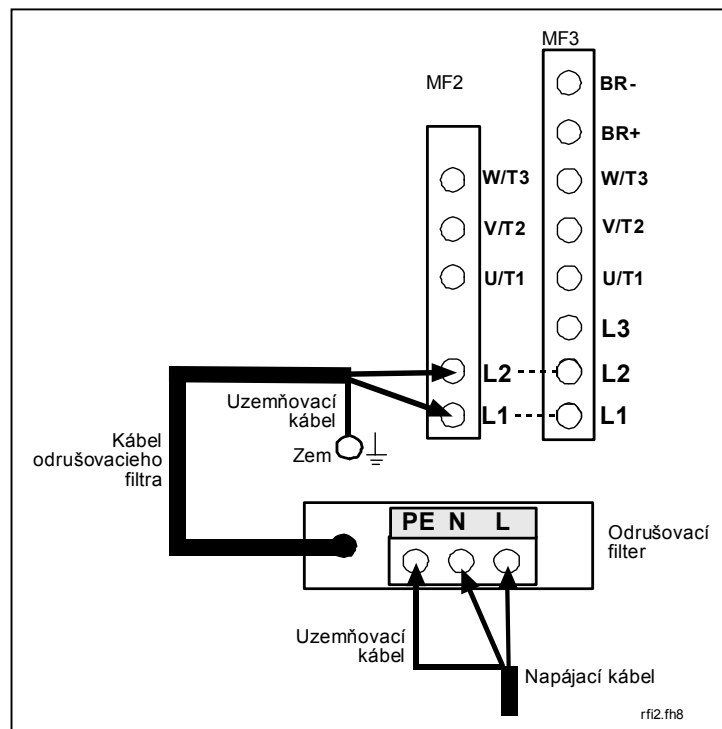 MF3
MF2
BR-
BR+
W/T3
W/T3
V/T2
V/T2
U/T1
U/T1
L3
L2
L2
L1
L1
Uzemňovací
kábel
Zem
Kábel
odrušovacieho
filtra
PE N L
Odrušovací
filter
Uzemňovací
kábel
Napájací kábel
rfi2.fh8